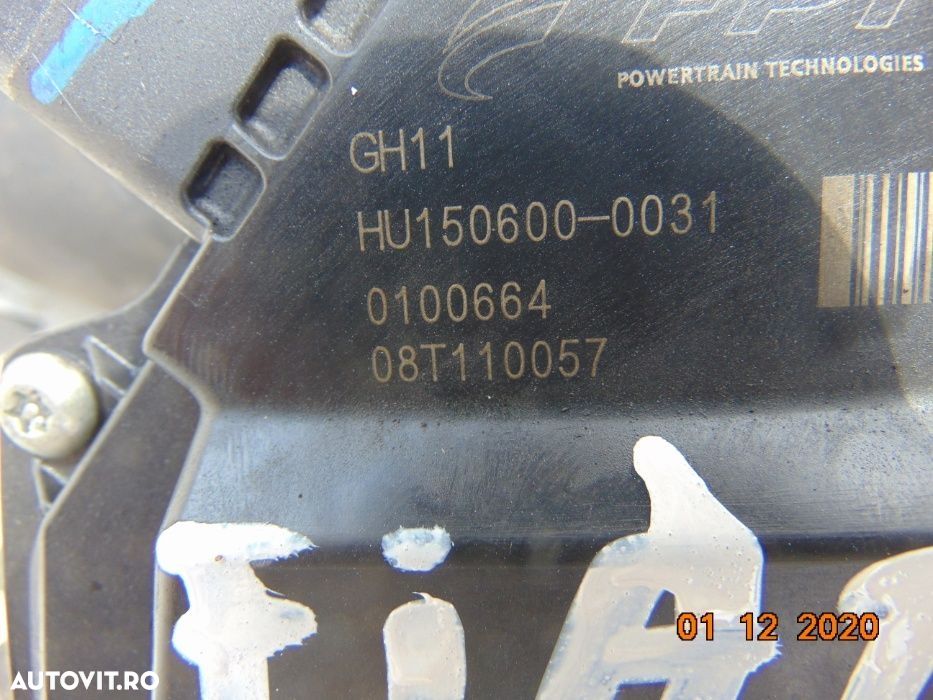 POWERTRAIN TECHNOLOGIES
GH11
HU150600-0031
0100664
08T110057
01 12 2020
AUTOVIT.RO